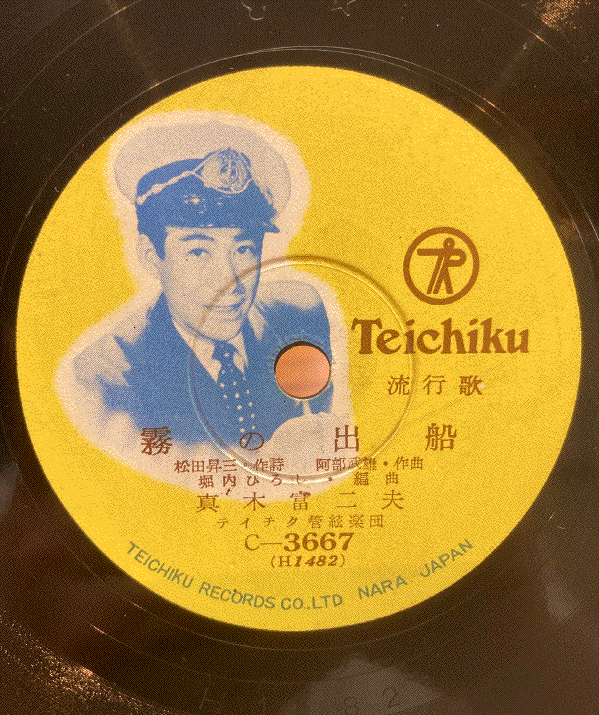 Teichiku
流行歌
霧の出船
松田昇三・作詩 阿部武雄・作曲
堀内ひろし・編曲
真木富二夫
テイチク管絃楽団
C—3667
(H1482)
TEICHIKU RECORDS CO.,LTD NARA JAPAN